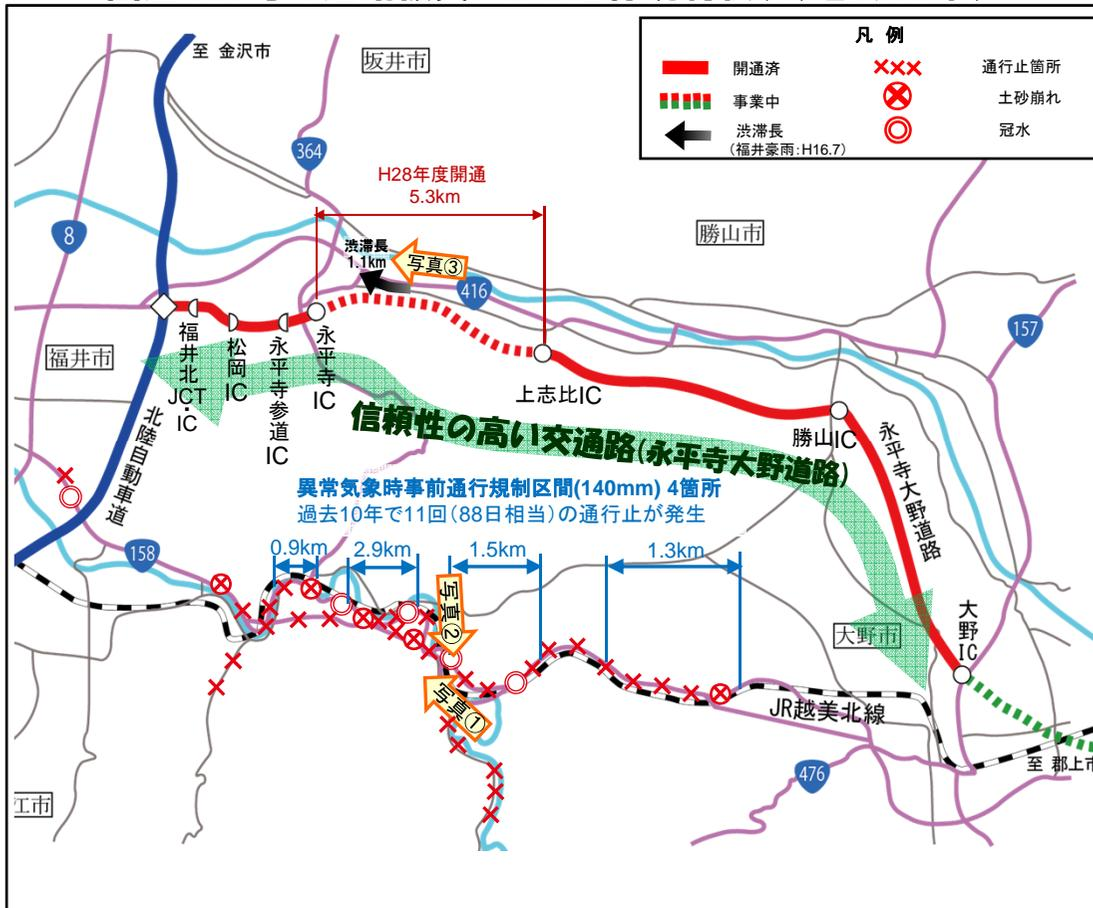 凡 例
開通済
通行止箇所
事業中
土砂崩れ
渋滞長
(福井豪雨:H16.7)
冠水
至 金沢市
坂井市
364
H28年度開通
5.3km
8
勝山市
渋滞長
1.1km
写真③
416
157
福井市
福井北JCT・IC
松岡IC
永平寺参道IC
永平寺IC
上志比IC
勝山IC
永平寺大野道路
北陸自動車道
信頼性の高い交通路(永平寺大野道路)
異常気象時事前通行規制区間(140mm) 4箇所
過去10年で11回(88日相当)の通行止が発生
158
0.9km
2.9km
1.5km
1.3km
写真②
写真①
大野市
大野IC
JR越美北線
至 郡上市
476
江市